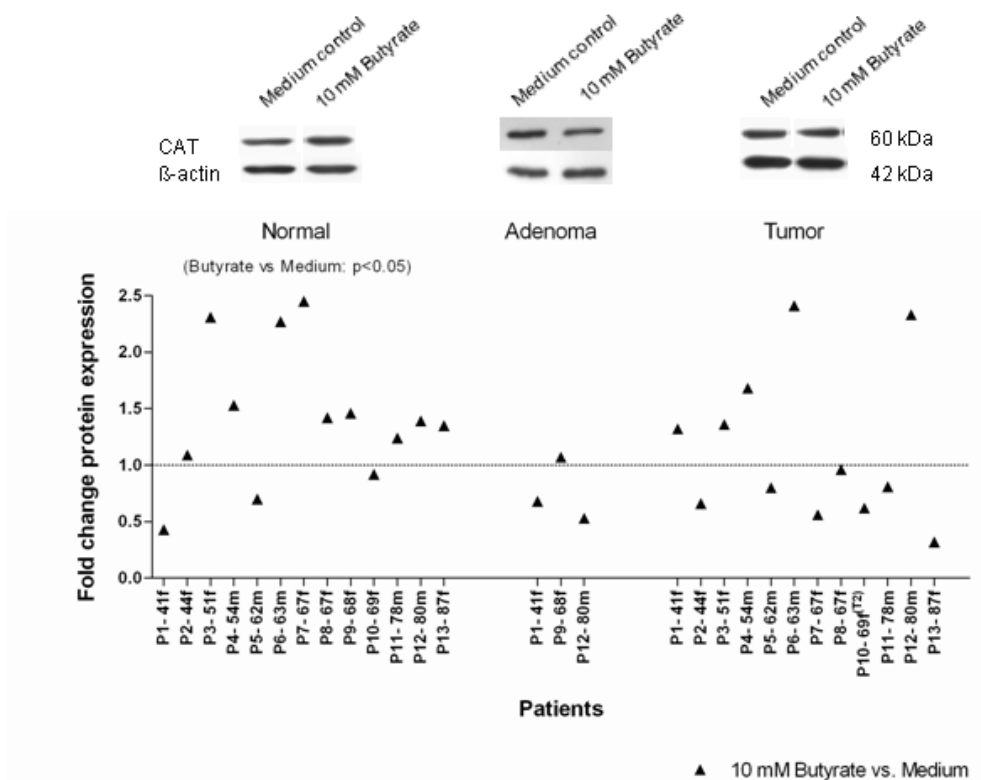 Medium control
10 mM Butyrate
Medium control
10 mM Butyrate
Medium control
10 mM Butyrate
CAT
60 kDa
ß-actin
42 kDa
Normal
Adenoma
Tumor
(Butyrate vs Medium: p<0.05)
Fold change protein expression
2.5
2.0
1.5
1.0
0.5
0.0
P1- 41f
P2- 44f
P3- 51f
P4- 54m
P5- 62m
P6- 63m
P7- 67f
P8- 67f
P9- 68f
P10- 69f
P11- 78m
P12- 80m
P13- 87f
P1- 41f
P9- 68f
P12- 80m
P1- 41f
P2- 44f
P3- 51f
P4- 54m
P5- 62m
P6- 63m
P7- 67f
P8- 67f
P10- 69f(T2)
P11- 78m
P12- 80m
P13- 87f
Patients
▲ 10 mM Butyrate vs. Medium